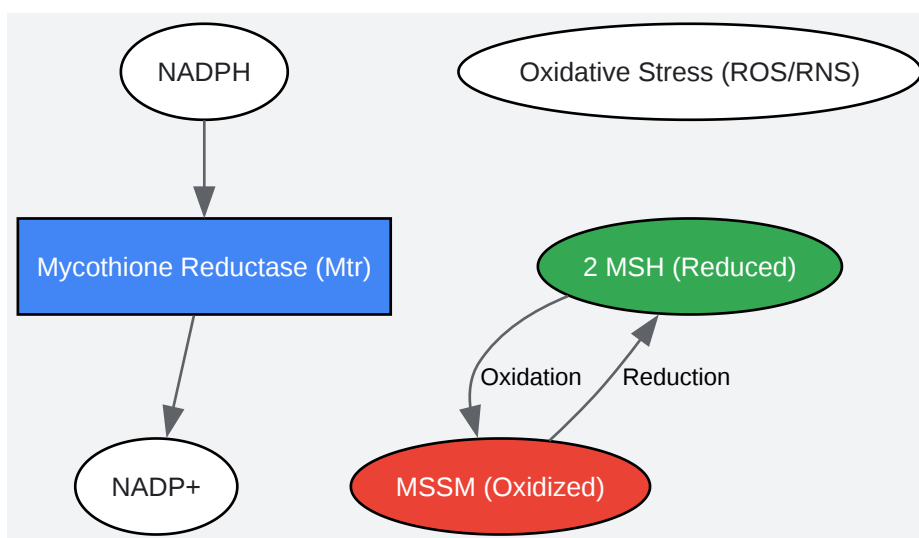 NADPH
Oxidative Stress (ROS/RNS)
Mycothione Reductase (Mtr)
2 MSH (Reduced)
Oxidation
Reduction
NADP+
MSSM (Oxidized)